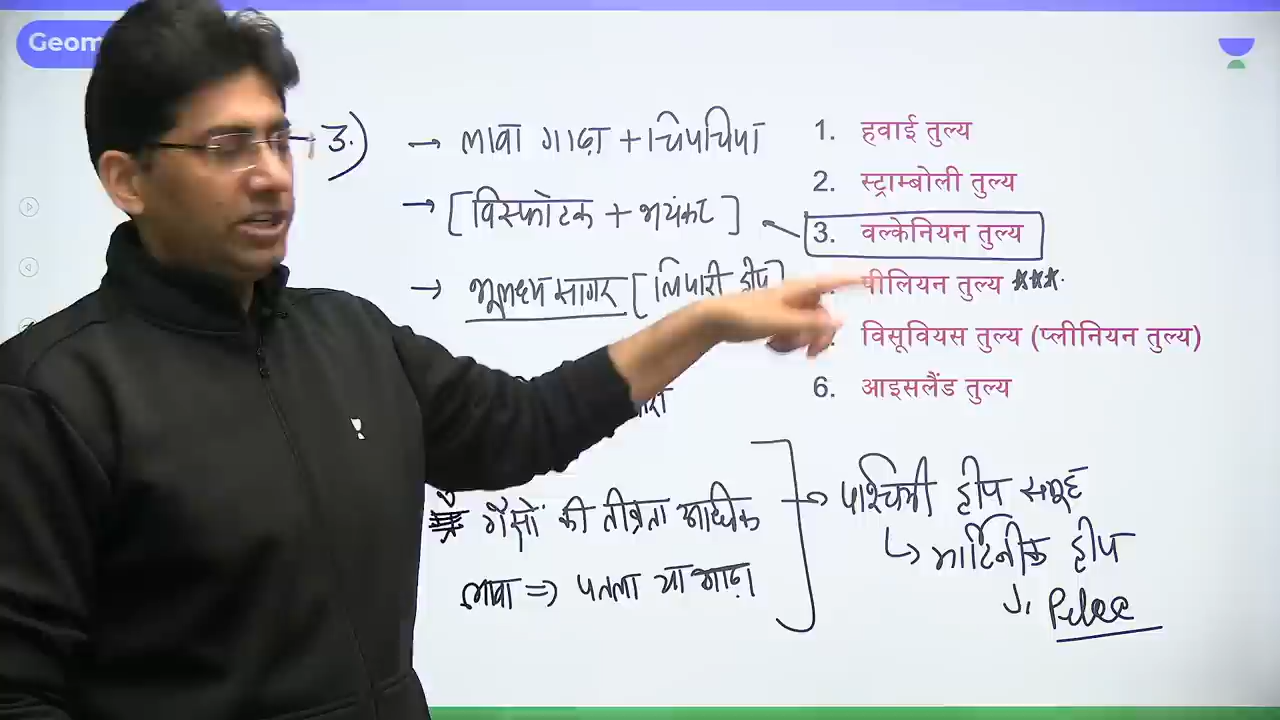 Geom
3.) → लावा गाढ़ा + चिपचिपा
→ [विस्फोटक + भयंकर]
→ भूमध्य सागर [लिपारी द्वीप]
1. हवाई तुल्य
2. स्ट्राम्बोली तुल्य
3. वल्केनियन तुल्य
पीलियन तुल्य ***
विसूवियस तुल्य (प्लीनियन तुल्य)
6. आइसलैंड तुल्य
गैसों की तीव्रता अधिक
लावा ⇒ पतला या गाढ़ा
→ पश्चिमी द्वीप समूह
↳ मार्टिनीक द्वीप
Pelee